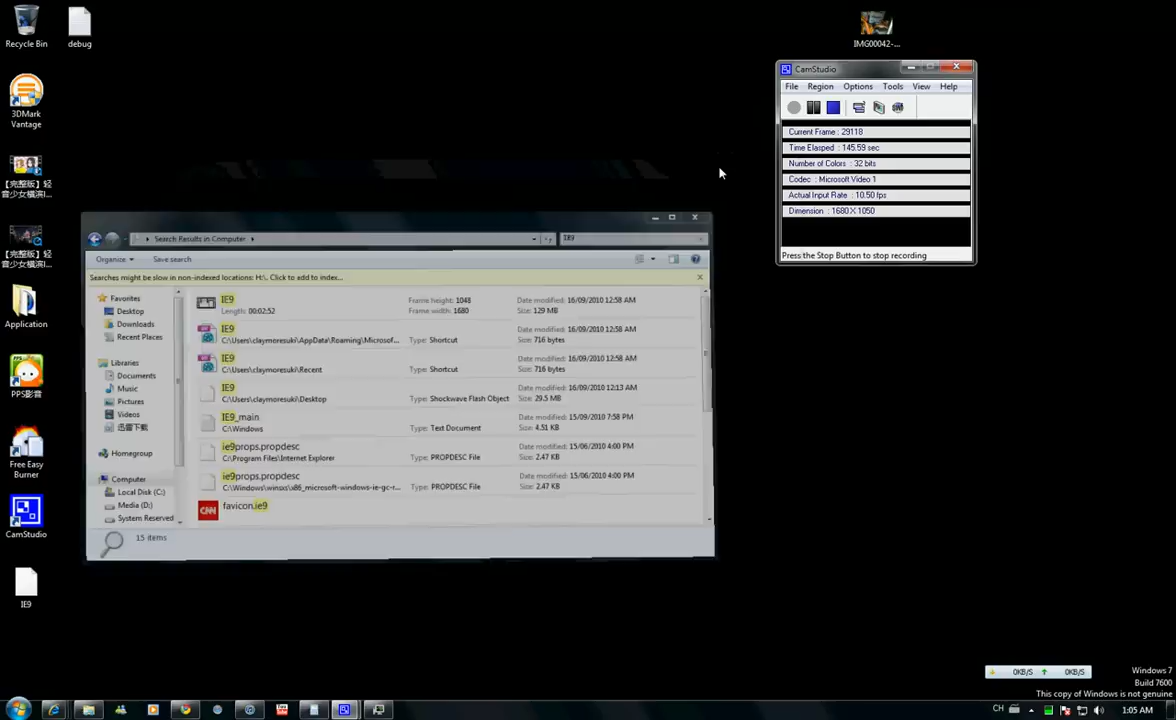 Recycle Bin
debug
IMG00042-...
3DMark
Vantage
【完整版】轻
音少女横滨I...
【完整版】轻
音少女横滨I...
Application
PPS影音
Free Easy
Burner
CamStudio
IE9
CamStudio
File Region Options Tools View Help
Current Frame : 29118
Time Elasped : 145.59 sec
Number of Colors : 32 bits
Codec : Microsoft Video 1
Actual Input Rate : 10.50 fps
Dimension : 1680 X 1050
Press the Stop Button to stop recording
Search Results in Computer
IE9
Organise Save search
Searches might be slow in non-indexed locations: H:\. Click to add to index...
Favorites
Desktop
Downloads
Recent Places
Libraries
Documents
Music
Pictures
Videos
迅雷下载
Homegroup
Computer
Local Disk (C:)
Media (D:)
System Reserved
IE9 Frame height: 1048 Date modified: 16/09/2010 12:58 AM
Length: 00:02:52 Frame width: 1680 Size: 129 MB
IE9 Date modified: 16/09/2010 12:58 AM
C:\Users\claymoresuki\AppData\Roaming\Microsof... Type: Shortcut Size: 716 bytes
IE9 Date modified: 16/09/2010 12:58 AM
C:\Users\claymoresuki\Recent Type: Shortcut Size: 716 bytes
IE9 Date modified: 16/09/2010 12:13 AM
C:\Users\claymoresuki\Desktop Type: Shockwave Flash Object Size: 29.5 MB
IE9_main Date modified: 15/09/2010 7:58 PM
C:\Windows Type: Text Document Size: 4.51 KB
ie9props.propdesc Date modified: 15/06/2010 4:00 PM
C:\Program Files\Internet Explorer Type: PROPDESC File Size: 2.47 KB
ie9props.propdesc Date modified: 15/06/2010 4:00 PM
C:\Windows\winsxs\x86_microsoft-windows-ie-gc-r... Type: PROPDESC File Size: 2.47 KB
CNN
favicon.ie9
15 items
0KB/S 0KB/S
Windows 7
Build 7600
This copy of Windows is not genuine
CH
1:05 AM